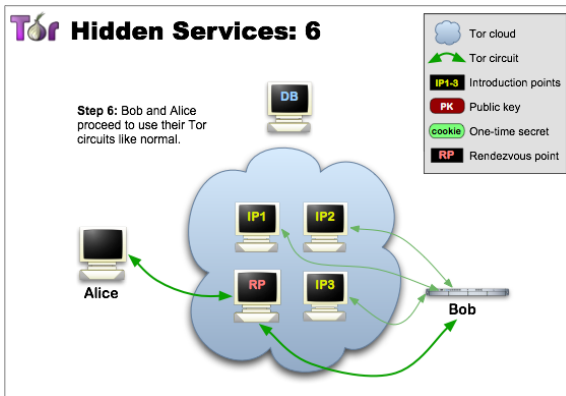 Tor Hidden Services: 6
Tor cloud
Tor circuit
IP1-3 Introduction points
PK Public key
cookie One-time secret
RP Rendezvous point
Step 6: Bob and Alice
proceed to use their Tor
circuits like normal.
DB
IP1 IP2
RP IP3
Alice
Bob